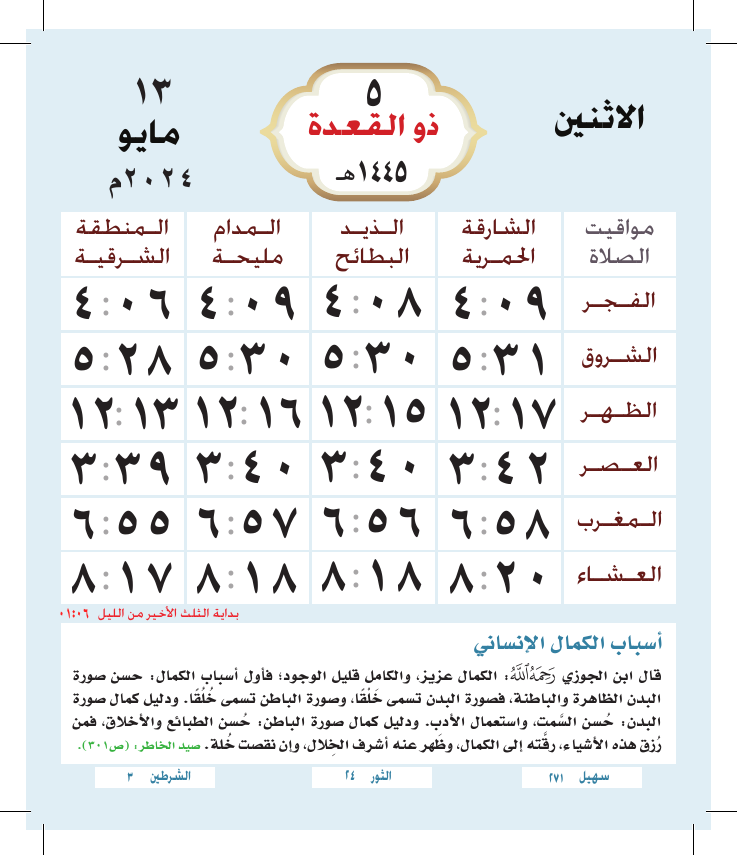 الاثنين
٥
ذو القعدة
١٤٤٥هـ
١٣
مايو
٢٠٢٤م
مواقيت الصلاة | الشارقة الحمرية | الذيد البطائح | المدام مليحة | المنطقة الشرقية
الفجر ٤:٠٩ ٤:٠٨ ٤:٠٩ ٤:٠٦
الشروق ٥:٣١ ٥:٣٠ ٥:٣٠ ٥:٢٨
الظهر ١٢:١٧ ١٢:١٥ ١٢:١٦ ١٢:١٣
العصر ٣:٤٢ ٣:٤٠ ٣:٤٠ ٣:٣٩
المغرب ٦:٥٨ ٦:٥٦ ٦:٥٧ ٦:٥٥
العشاء ٨:٢٠ ٨:١٨ ٨:١٨ ٨:١٧
بداية الثلث الأخير من الليل ٠١:٠٦
أسباب الكمال الإنساني
قال ابن الجوزي رَحِمَهُ اللَّهُ: الكمال عزيز، والكامل قليل الوجود؛ فأول أسباب الكمال: حسن صورة
البدن الظاهرة والباطنة، فصورة البدن تسمى خَلْقًا، وصورة الباطن تسمى خُلُقًا. ودليل كمال صورة
البدن: حُسن السَّمت، واستعمال الأدب. ودليل كمال صورة الباطن: حُسن الطبائع والأخلاق، فمن
رُزق هذه الأشياء، رقَّته إلى الكمال، وظَهر عنه أشرف الخِلال، وإن نقصت خُلة. صيد الخاطر: (ص٣٠١).
سهيل ٢٧١
الثور ٢٤
الشرطين ٣